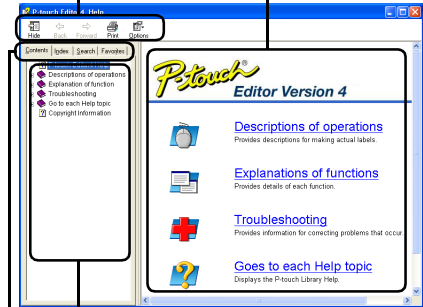 P-touch Editor 4 Help
Hide Back Forward Print Options
Contents Index Search Favorites
Descriptions of operations
Explanation of function
Troubleshooting
Go to each Help topic
Copyright Information
P-touch
Editor Version 4
Descriptions of operations
Provides descriptions for making actual labels.
Explanations of functions
Provides details of each function.
Troubleshooting
Provides information for correcting problems that occur.
Goes to each Help topic
Displays the P-touch Library Help.